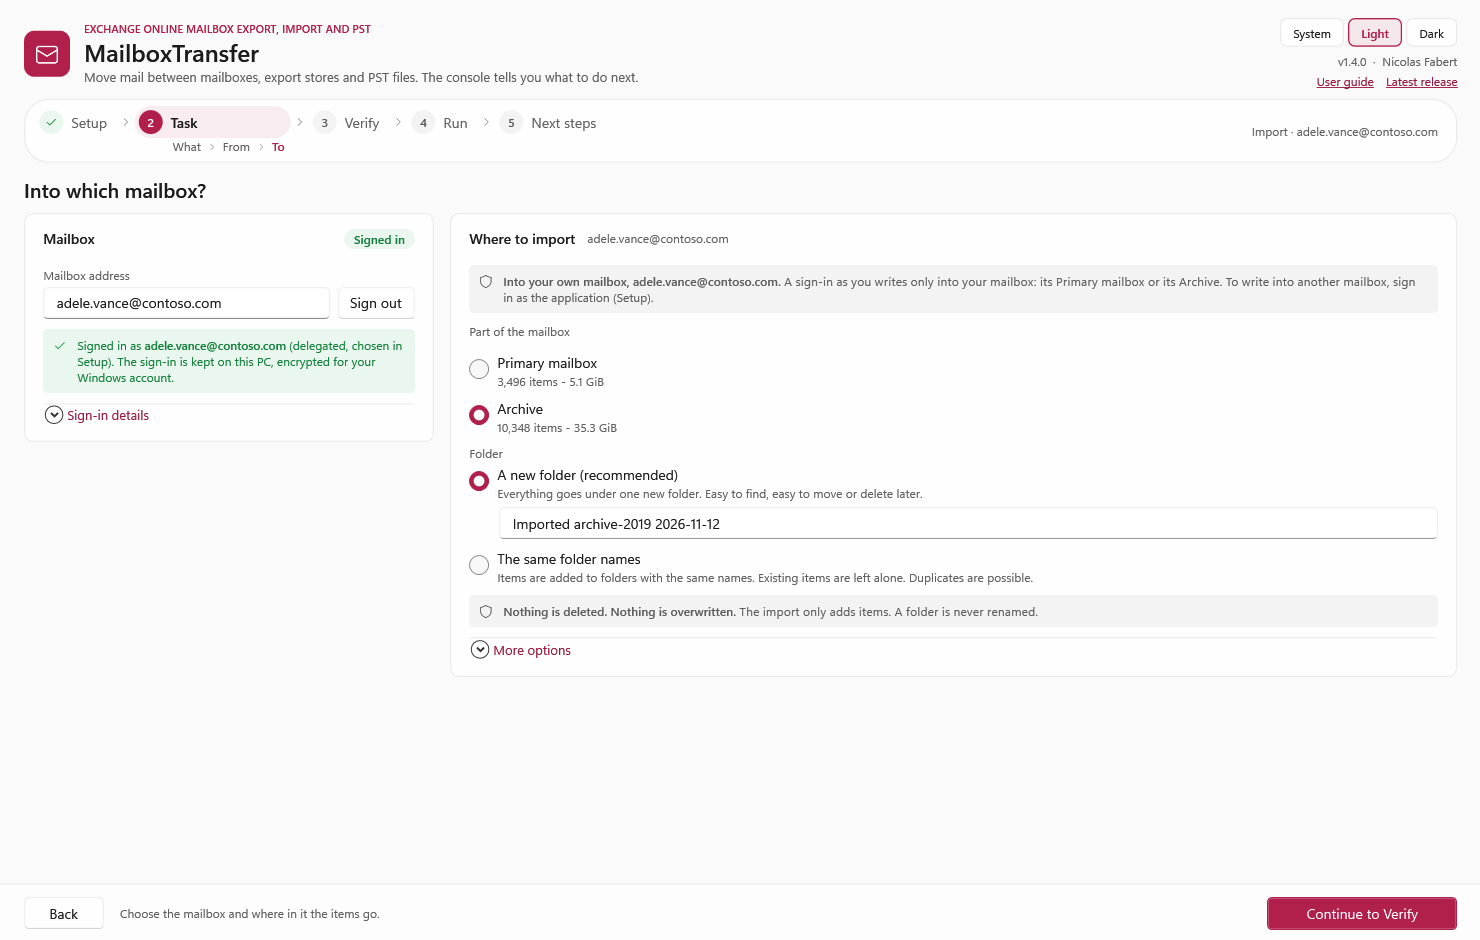 EXCHANGE ONLINE MAILBOX EXPORT, IMPORT AND PST
MailboxTransfer
Move mail between mailboxes, export stores and PST files. The console tells you what to do next.
System
Light
Dark
v1.4.0 · Nicolas Fabert
User guide
Latest release
Setup
2 Task
3 Verify
4 Run
5 Next steps
What
From
To
Import · adele.vance@contoso.com
Into which mailbox?
Mailbox
Signed in
Mailbox address
adele.vance@contoso.com
Sign out
Signed in as adele.vance@contoso.com (delegated, chosen in
Setup). The sign-in is kept on this PC, encrypted for your
Windows account.
Sign-in details
Where to import
adele.vance@contoso.com
Into your own mailbox, adele.vance@contoso.com. A sign-in as you writes only into your mailbox: its Primary mailbox or its Archive. To write into another mailbox, sign
in as the application (Setup).
Part of the mailbox
Primary mailbox
3,496 items - 5.1 GiB
Archive
10,348 items - 35.3 GiB
Folder
A new folder (recommended)
Everything goes under one new folder. Easy to find, easy to move or delete later.
Imported archive-2019 2026-11-12
The same folder names
Items are added to folders with the same names. Existing items are left alone. Duplicates are possible.
Nothing is deleted. Nothing is overwritten. The import only adds items. A folder is never renamed.
More options
Back
Choose the mailbox and where in it the items go.
Continue to Verify